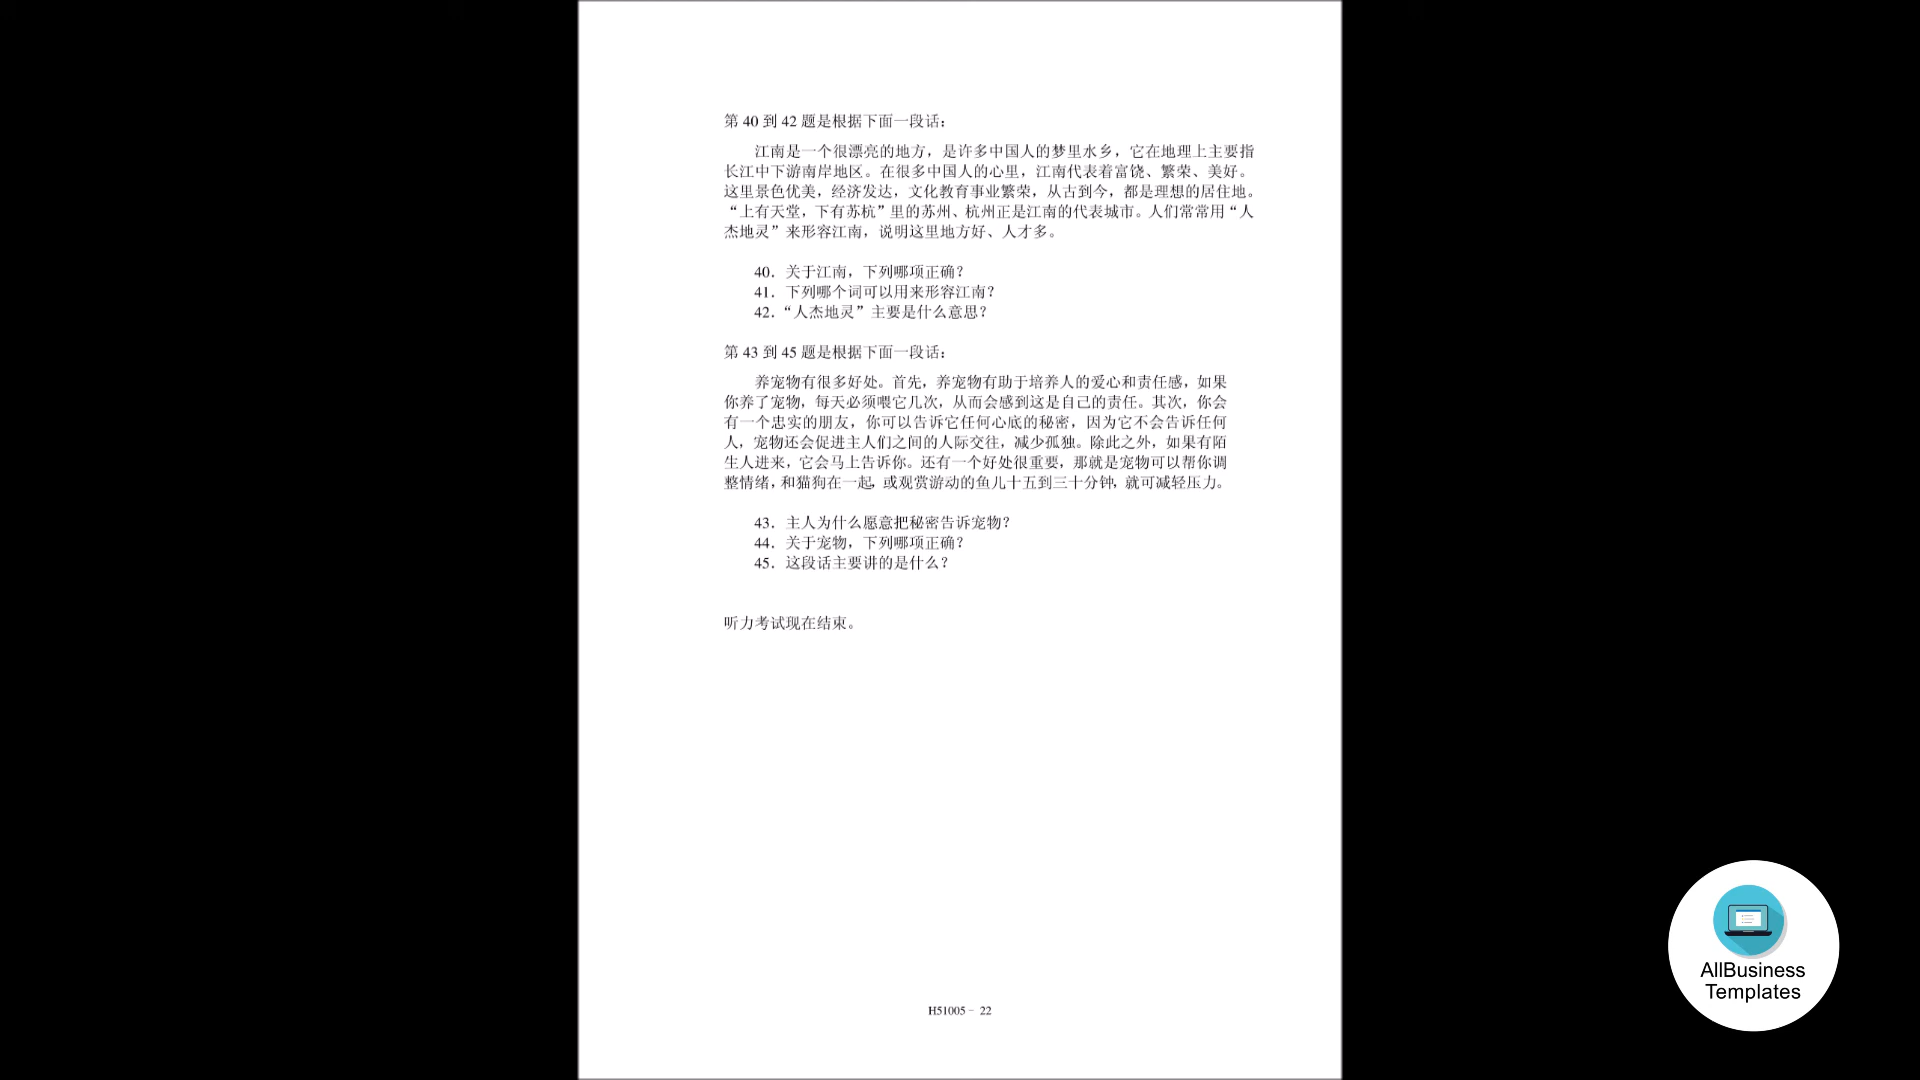 第 40 到 42 题是根据下面一段话：
江南是一个很漂亮的地方，是许多中国人的梦里水乡，它在地理上主要指
长江中下游南岸地区。在很多中国人的心里，江南代表着富饶、繁荣、美好。
这里景色优美，经济发达，文化教育事业繁荣，从古到今，都是理想的居住地。
“上有天堂，下有苏杭”里的苏州、杭州正是江南的代表城市。人们常常用“人
杰地灵”来形容江南，说明这里地方好、人才多。
40．关于江南，下列哪项正确？
41．下列哪个词可以用来形容江南？
42．“人杰地灵”主要是什么意思？
第 43 到 45 题是根据下面一段话：
养宠物有很多好处。首先，养宠物有助于培养人的爱心和责任感，如果
你养了宠物，每天必须喂它几次，从而会感到这是自己的责任。其次，你会
有一个忠实的朋友，你可以告诉它任何心底的秘密，因为它不会告诉任何
人，宠物还会促进主人们之间的人际交往，减少孤独。除此之外，如果有陌
生人进来，它会马上告诉你。还有一个好处很重要，那就是宠物可以帮你调
整情绪，和猫狗在一起，或观赏游动的鱼儿十五到三十分钟，就可减轻压力。
43．主人为什么愿意把秘密告诉宠物？
44．关于宠物，下列哪项正确？
45．这段话主要讲的是什么？
听力考试现在结束。
H51005－ 22
AllBusiness
Templates